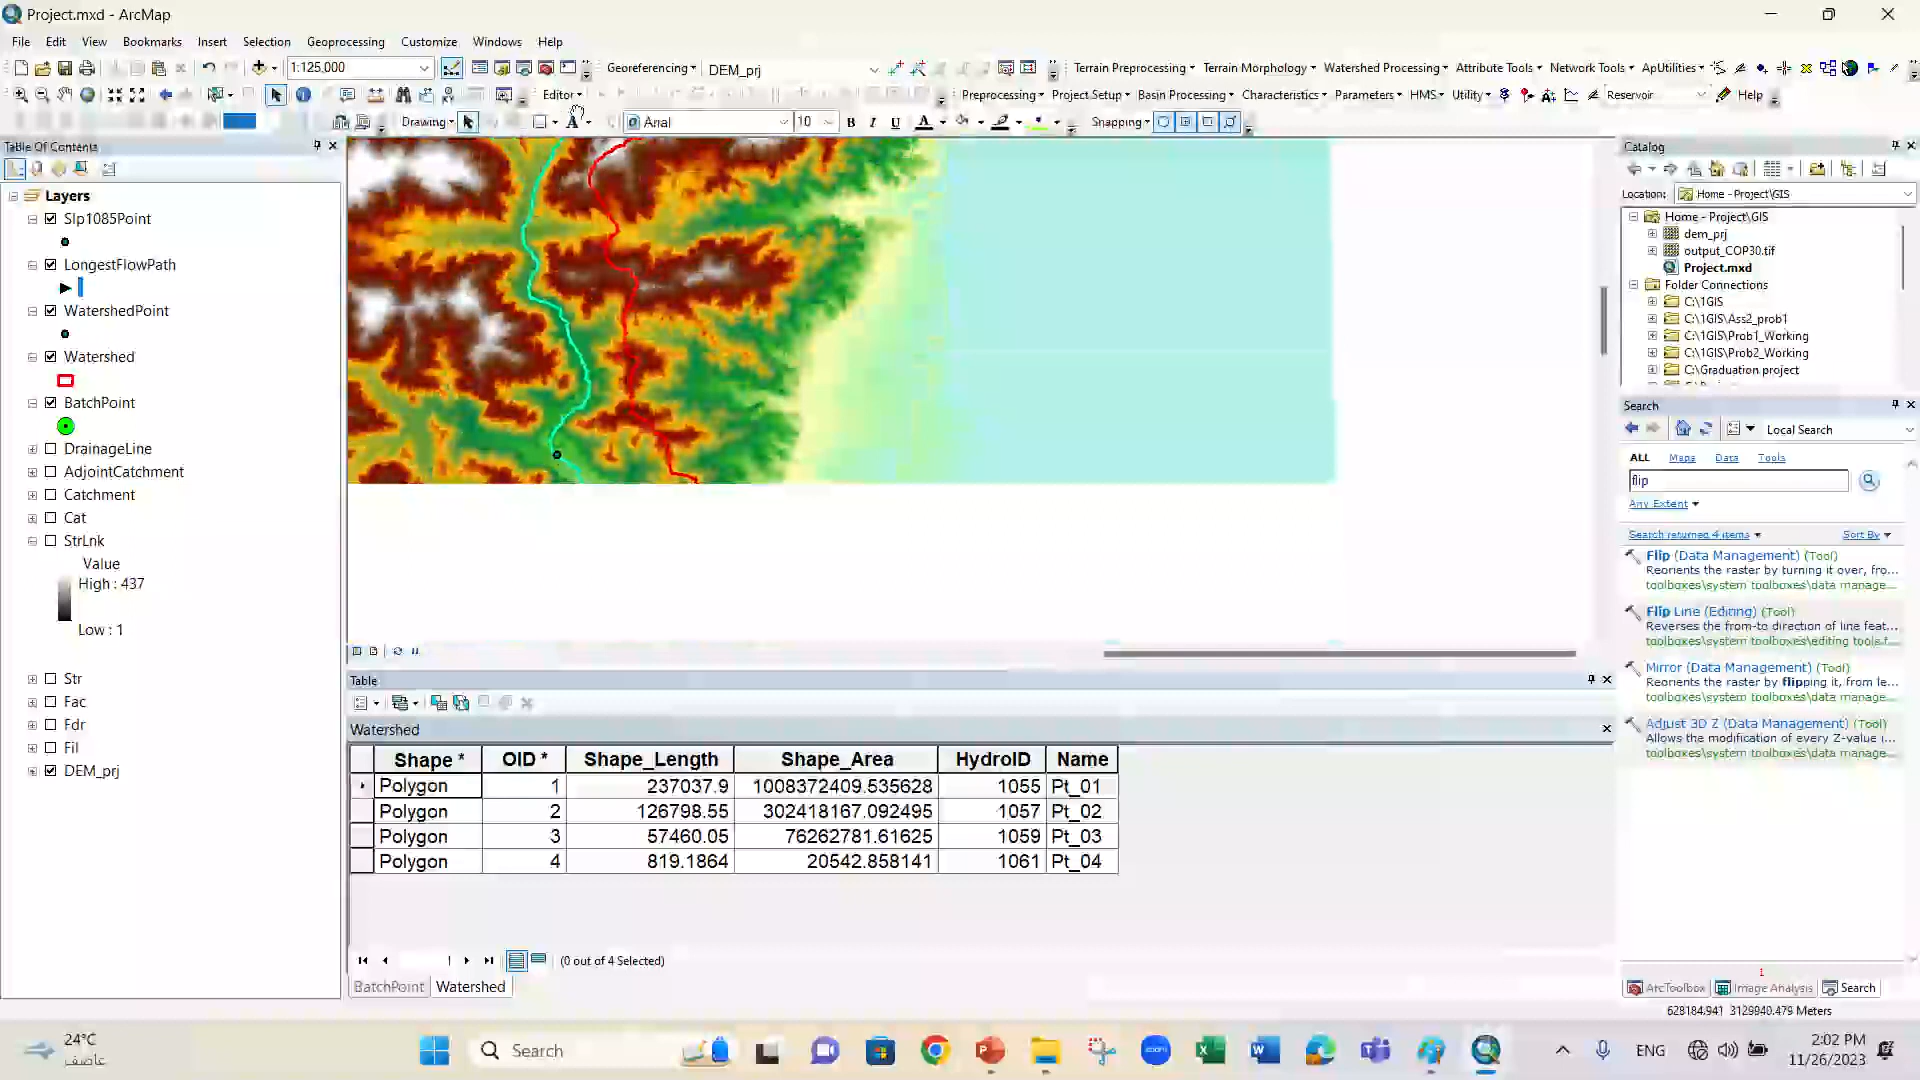 Project.mxd - ArcMap
File Edit View Bookmarks Insert Selection Geoprocessing Customize Windows Help
1:125,000 Georeferencing DEM_prj Terrain Preprocessing Terrain Morphology Watershed Processing Attribute Tools Network Tools ApUtilities
Editor Preprocessing Project Setup Basin Processing Characteristics Parameters HMS Utility Reservoir Help
Drawing A Arial 10 B I U A Snapping
Table Of Contents
Layers
Slp1085Point
LongestFlowPath
WatershedPoint
Watershed
BatchPoint
DrainageLine
AdjointCatchment
Catchment
Cat
StrLnk
Value
High : 437
Low : 1
Str
Fac
Fdr
Fil
DEM_prj
Table
Watershed
Shape * OID * Shape_Length Shape_Area HydroID Name
Polygon 1 237037.9 1008372409.535628 1055 Pt_01
Polygon 2 126798.55 302418167.092495 1057 Pt_02
Polygon 3 57460.05 76262781.61625 1059 Pt_03
Polygon 4 819.1864 20542.858141 1061 Pt_04
1 (0 out of 4 Selected)
BatchPoint Watershed
Catalog
Location: Home - Project\GIS
Home - Project\GIS
dem_prj
output_COP30.tif
Project.mxd
Folder Connections
C:\1GIS
C:\1GIS\Ass2_prob1
C:\1GIS\Prob1_Working
C:\1GIS\Prob2_Working
C:\Graduation project
Search
Local Search
ALL Maps Data Tools
flip
Any Extent
Search returned 4 items Sort By
Flip (Data Management) (Tool)
Reorients the raster by turning it over, fro...
toolboxes\system toolboxes\data manage...
Flip Line (Editing) (Tool)
Reverses the from-to direction of line feat...
toolboxes\system toolboxes\editing tools.t...
Mirror (Data Management) (Tool)
Reorients the raster by flipping it, from le...
toolboxes\system toolboxes\data manage...
Adjust 3D Z (Data Management) (Tool)
Allows the modification of every Z-value i...
toolboxes\system toolboxes\data manage...
1
ArcToolbox Image Analysis Search
628184.941 3129940.479 Meters
24°C
عاصف
Search
zoom
ENG
2:02 PM
11/26/2023